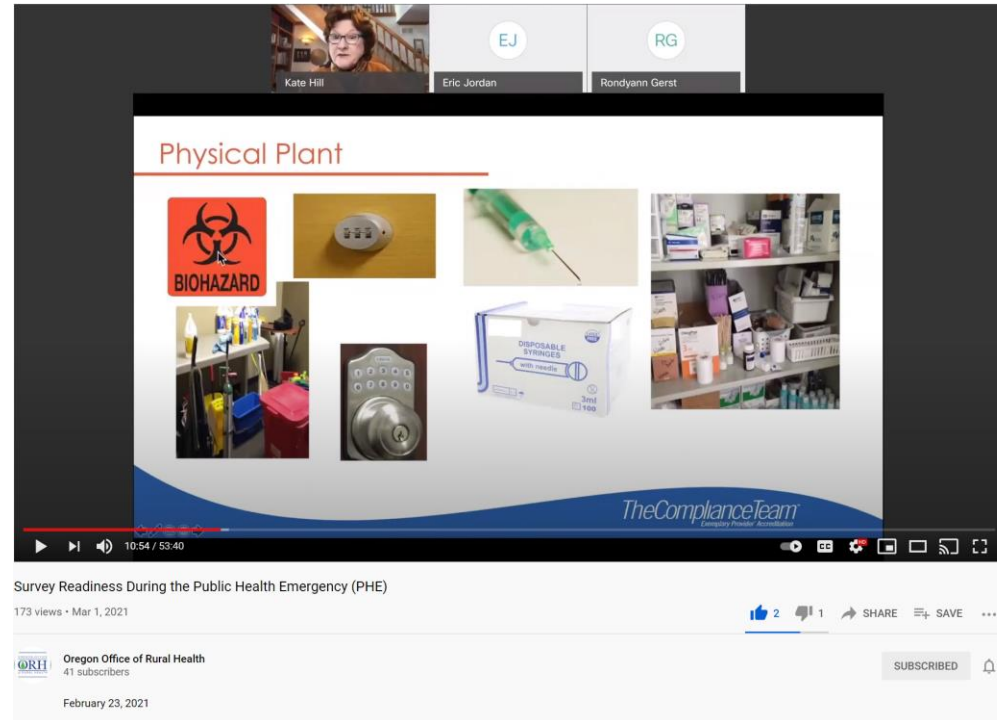 EJ
RG
Kate Hill
Eric Jordan
Rondyann Gerst
Physical Plant
BIOHAZARD
DISPOSABLE
SYRINGES
with needle
3ml
100
TheComplianceTeam
Exemplary Provider Accreditation
10:54 / 53:40
CC
HD
Survey Readiness During the Public Health Emergency (PHE)
173 views • Mar 1, 2021
2
1
SHARE
SAVE
ORH
Oregon Office of Rural Health
41 subscribers
SUBSCRIBED
February 23, 2021